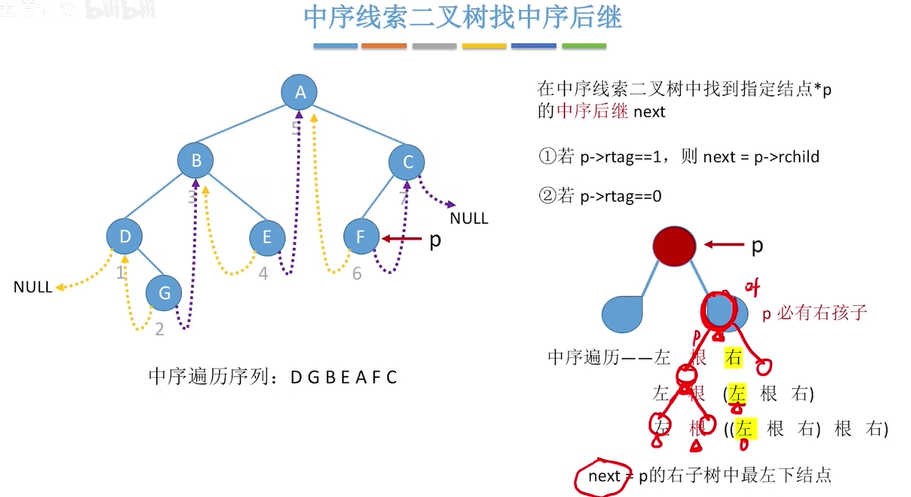 bilibili
中序线索二叉树找中序后继
A
5
B
3
C
7
NULL
D
1
E
4
F
6
p
NULL
G
2
中序遍历序列：D G B E A F C
在中序线索二叉树中找到指定结点*p
的中序后继 next
①若 p->rtag==1，则 next = p->rchild
②若 p->rtag==0
p
p 必有右孩子
p
中序遍历——左 根 右
左 根 (左 根 右)
左 根 ((左 根 右) 根 右)
next = p的右子树中最左下结点